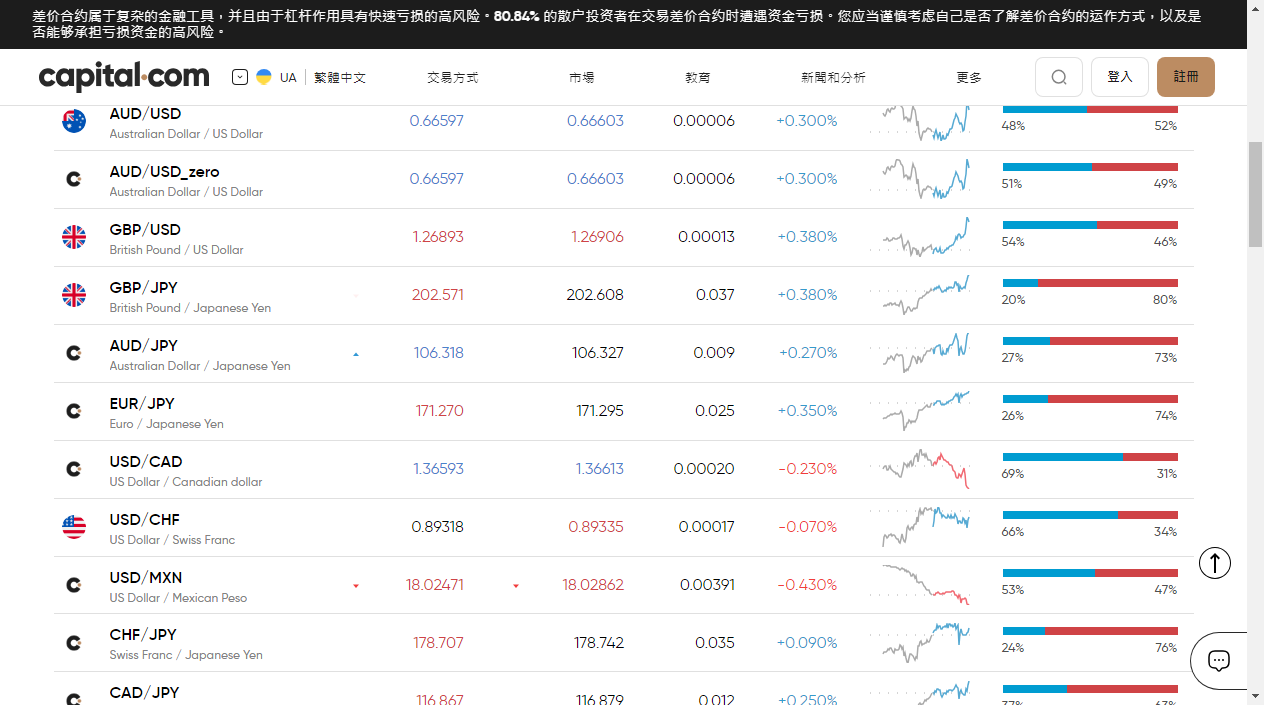 差价合约属于复杂的金融工具，并且由于杠杆作用具有快速亏损的高风险。80.84% 的散户投资者在交易差价合约时遭遇资金亏损。您应当谨慎考虑自己是否了解差价合约的运作方式，以及是
否能够承担亏损资金的高风险。
capital.com UA 繁體中文 交易方式 市場 教育 新聞和分析 更多 登入 註冊
AUD/USD
Australian Dollar / US Dollar 0.66597 0.66603 0.00006 +0.300% 48% 52%
AUD/USD_zero
Australian Dollar / US Dollar 0.66597 0.66603 0.00006 +0.300% 51% 49%
GBP/USD
British Pound / US Dollar 1.26893 1.26906 0.00013 +0.380% 54% 46%
GBP/JPY
British Pound / Japanese Yen 202.571 202.608 0.037 +0.380% 20% 80%
AUD/JPY
Australian Dollar / Japanese Yen 106.318 106.327 0.009 +0.270% 27% 73%
EUR/JPY
Euro / Japanese Yen 171.270 171.295 0.025 +0.350% 26% 74%
USD/CAD
US Dollar / Canadian dollar 1.36593 1.36613 0.00020 -0.230% 69% 31%
USD/CHF
US Dollar / Swiss Franc 0.89318 0.89335 0.00017 -0.070% 66% 34%
USD/MXN
US Dollar / Mexican Peso 18.02471 18.02862 0.00391 -0.430% 53% 47%
CHF/JPY
Swiss Franc / Japanese Yen 178.707 178.742 0.035 +0.090% 24% 76%
CAD/JPY
116.867 116.879 0.012 +0.250%